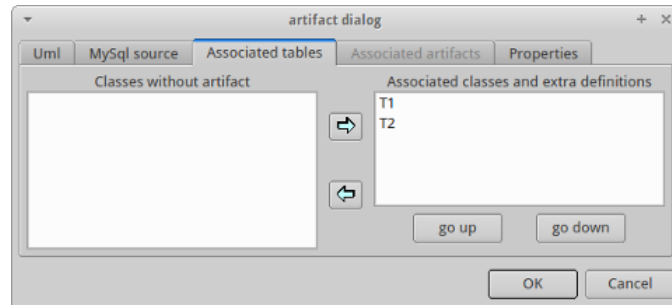 artifact dialog
Uml MySql source Associated tables Associated artifacts Properties
Classes without artifact
Associated classes and extra definitions
T1
T2
go up go down
OK Cancel